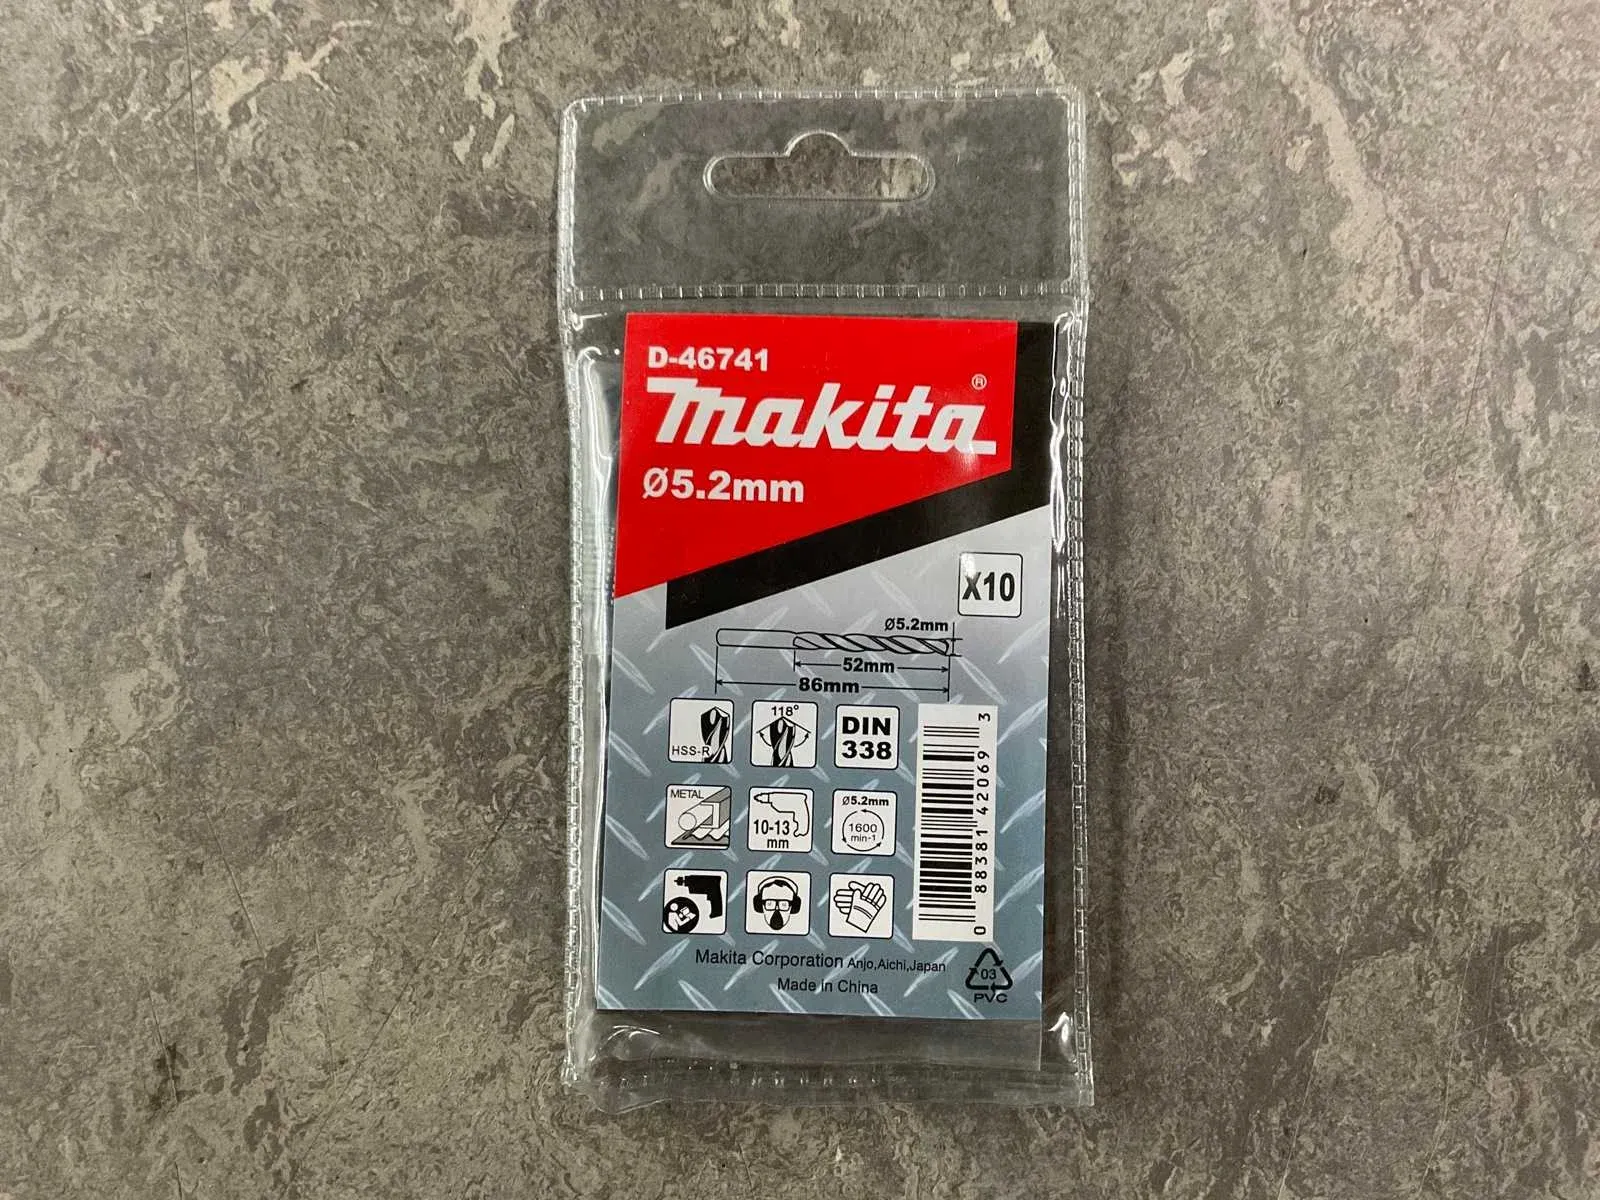 D-46741
makita®
Ø5.2mm
X10
Ø5.2mm
52mm
86mm
HSS-R
118°
DIN
338
METAL
10-13
mm
Ø5.2mm
1600
min-1
0 88381 42069 3
Makita Corporation Anjo,Aichi,Japan
Made in China
03
PVC